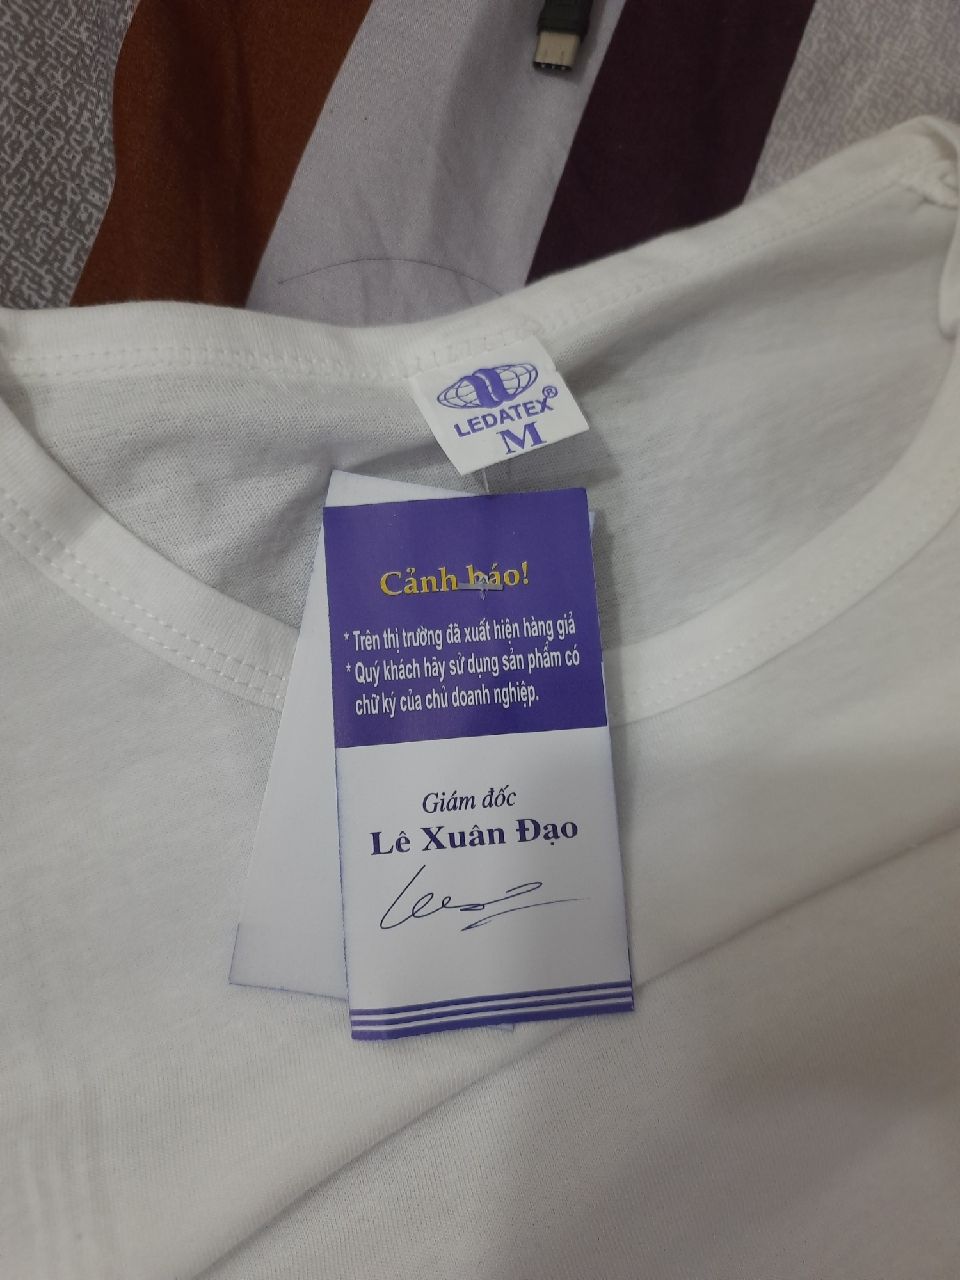 LEDATEX®
M
Cảnh báo!
* Trên thị trường đã xuất hiện hàng giả
* Quý khách hãy sử dụng sản phẩm có
chữ ký của chủ doanh nghiệp.
Giám đốc
Lê Xuân Đạo